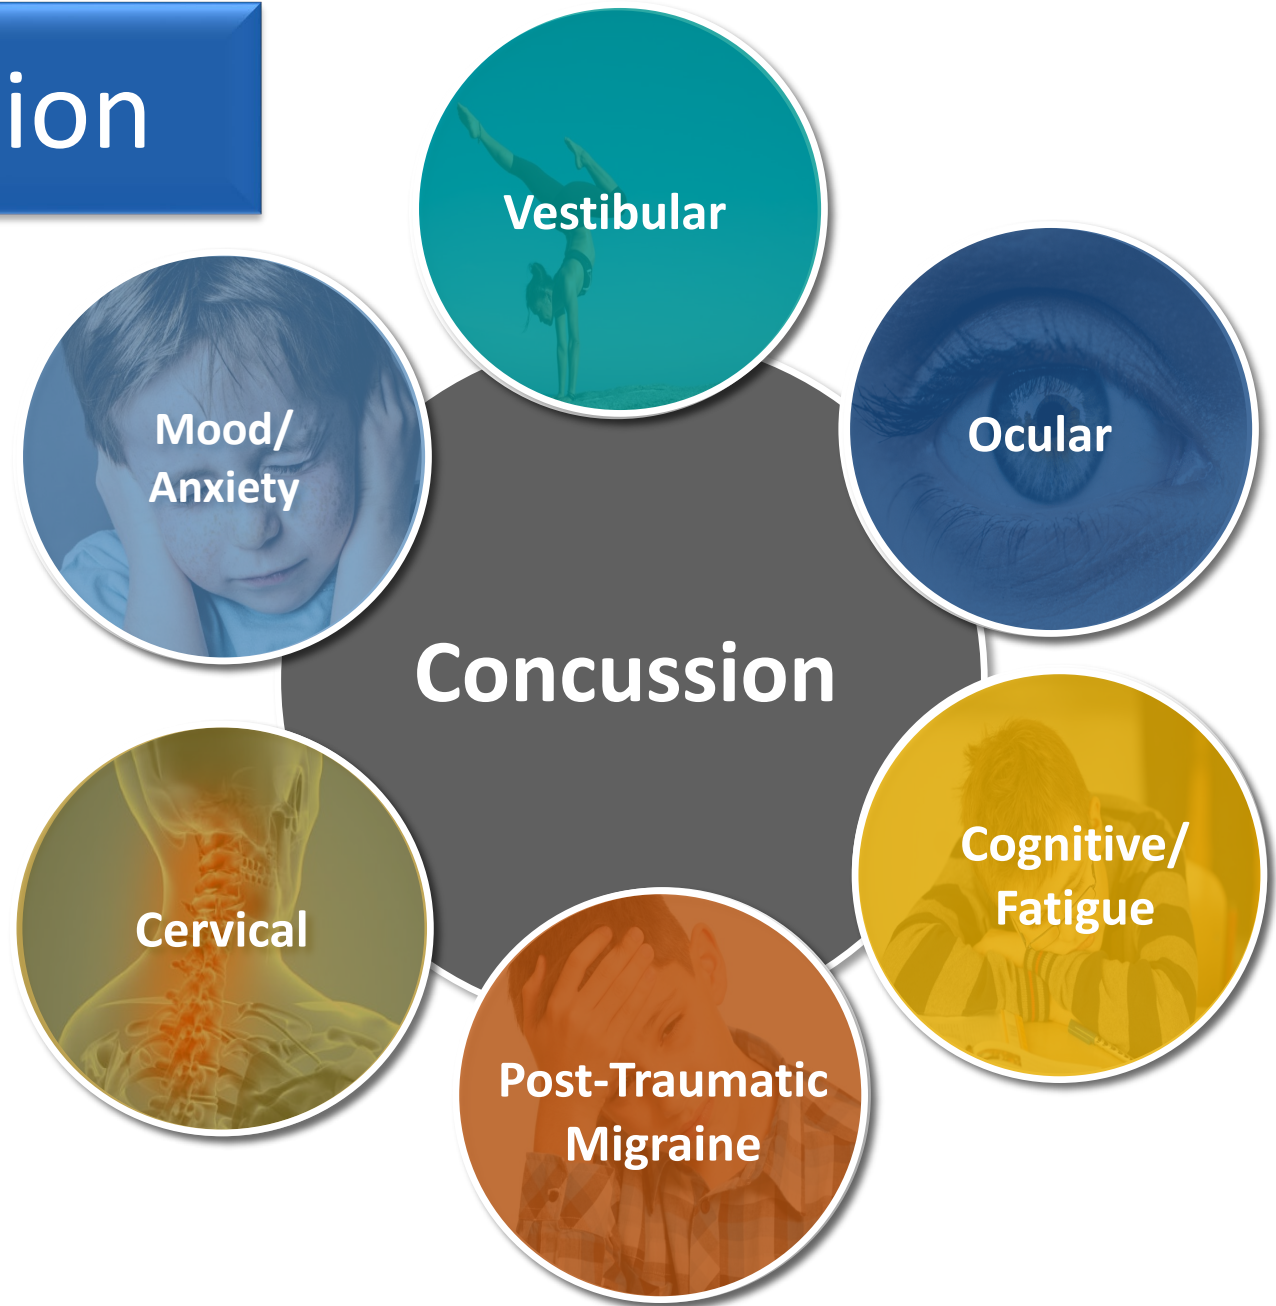 ion
Vestibular
Ocular
Mood/
Anxiety
Concussion
Cognitive/
Fatigue
Cervical
Post-Traumatic
Migraine